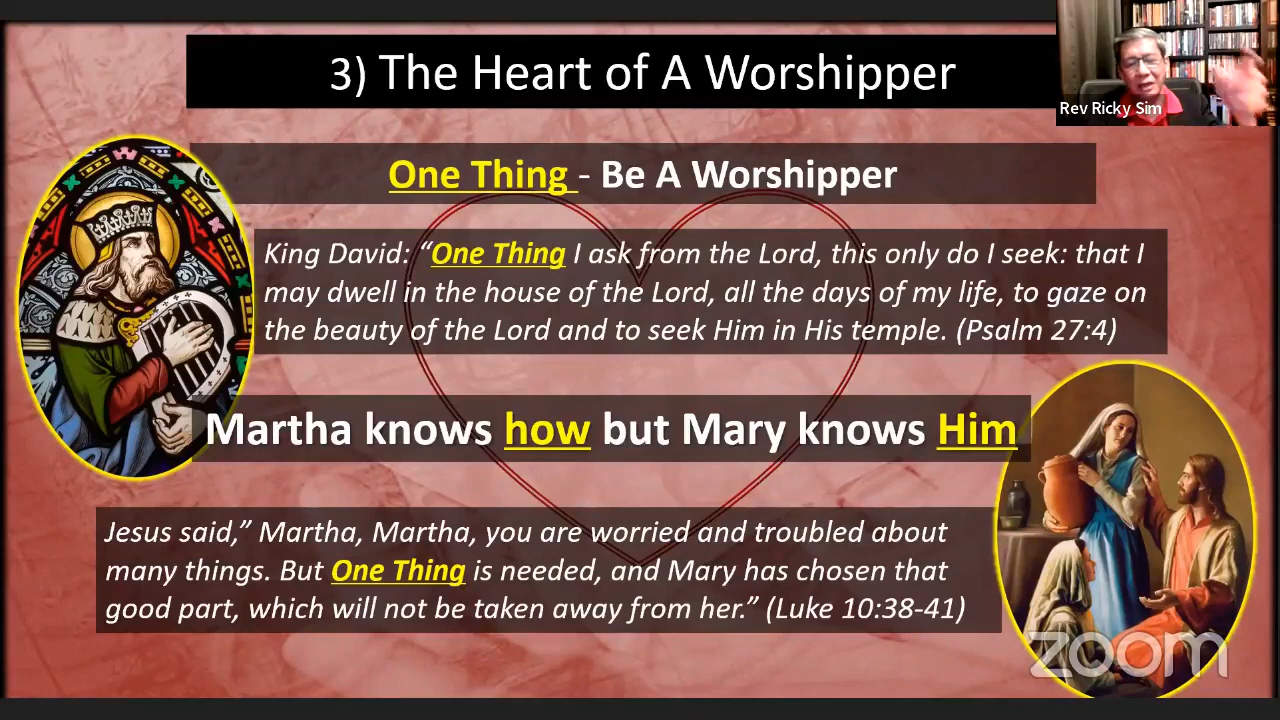 3) The Heart of A Worshipper
Rev Ricky Sim
One Thing - Be A Worshipper
King David: “One Thing I ask from the Lord, this only do I seek: that I
may dwell in the house of the Lord, all the days of my life, to gaze on
the beauty of the Lord and to seek Him in His temple. (Psalm 27:4)
Martha knows how but Mary knows Him
Jesus said,” Martha, Martha, you are worried and troubled about
many things. But One Thing is needed, and Mary has chosen that
good part, which will not be taken away from her.” (Luke 10:38-41)
zoom